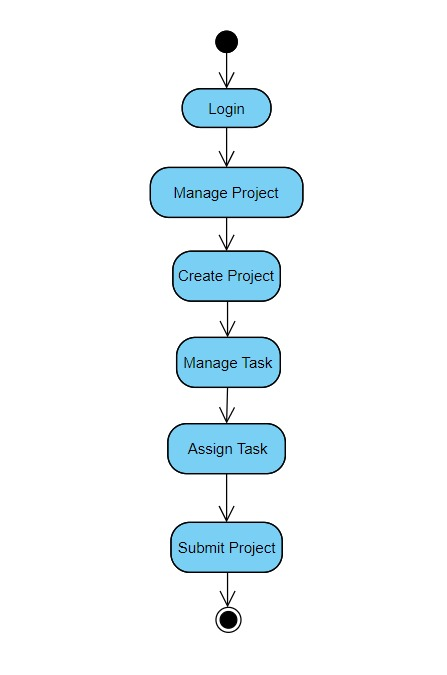 Login
Manage Project
Create Project
Manage Task
Assign Task
Submit Project